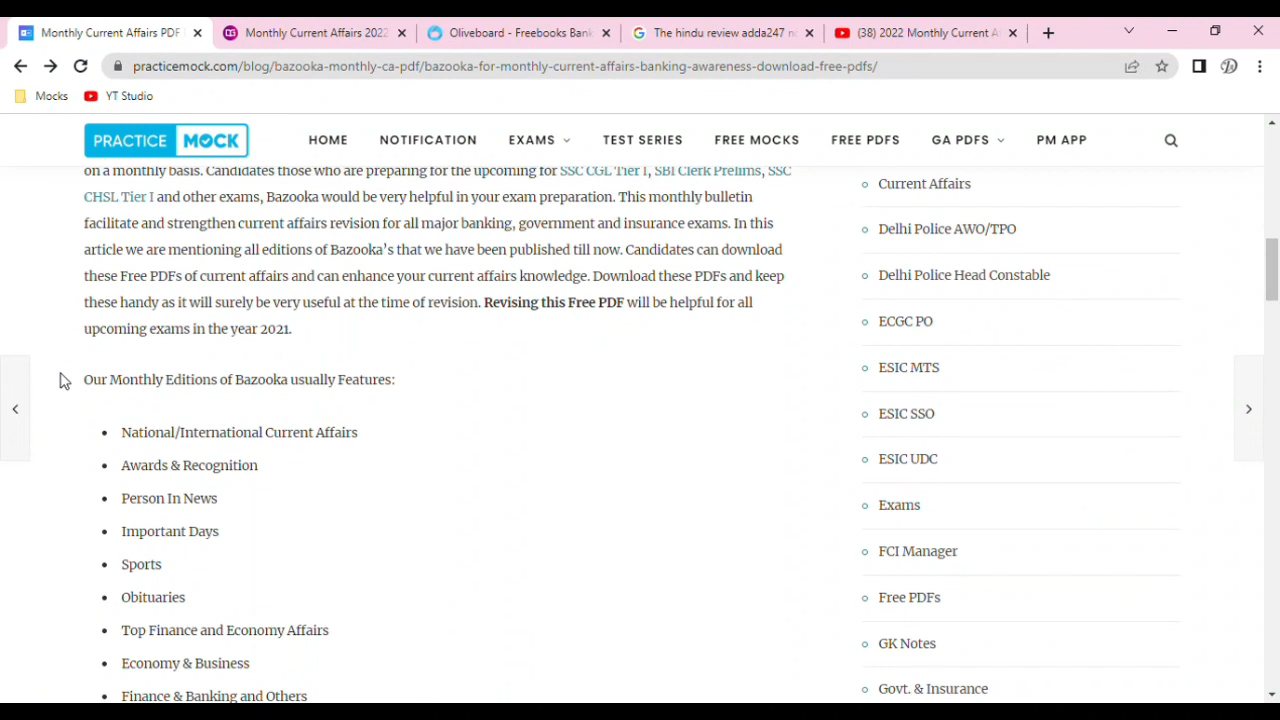 Monthly Current Affairs PDF
Monthly Current Affairs 2022
Oliveboard - Freebooks Bank
The hindu review adda247 n
(38) 2022 Monthly Current A
practicemock.com/blog/bazooka-monthly-ca-pdf/bazooka-for-monthly-current-affairs-banking-awareness-download-free-pdfs/
Mocks
YT Studio
PRACTICE MOCK
HOME
NOTIFICATION
EXAMS
TEST SERIES
FREE MOCKS
FREE PDFS
GA PDFS
PM APP
on a monthly basis. Candidates those who are preparing for the upcoming for SSC CGL Tier I, SBI Clerk Prelims, SSC
CHSL Tier I and other exams, Bazooka would be very helpful in your exam preparation. This monthly bulletin
facilitate and strengthen current affairs revision for all major banking, government and insurance exams. In this
article we are mentioning all editions of Bazooka's that we have been published till now. Candidates can download
these Free PDFs of current affairs and can enhance your current affairs knowledge. Download these PDFs and keep
these handy as it will surely be very useful at the time of revision. Revising this Free PDF will be helpful for all
upcoming exams in the year 2021.
Our Monthly Editions of Bazooka usually Features:
National/International Current Affairs
Awards & Recognition
Person In News
Important Days
Sports
Obituaries
Top Finance and Economy Affairs
Economy & Business
Finance & Banking and Others
Current Affairs
Delhi Police AWO/TPO
Delhi Police Head Constable
ECGC PO
ESIC MTS
ESIC SSO
ESIC UDC
Exams
FCI Manager
Free PDFs
GK Notes
Govt. & Insurance